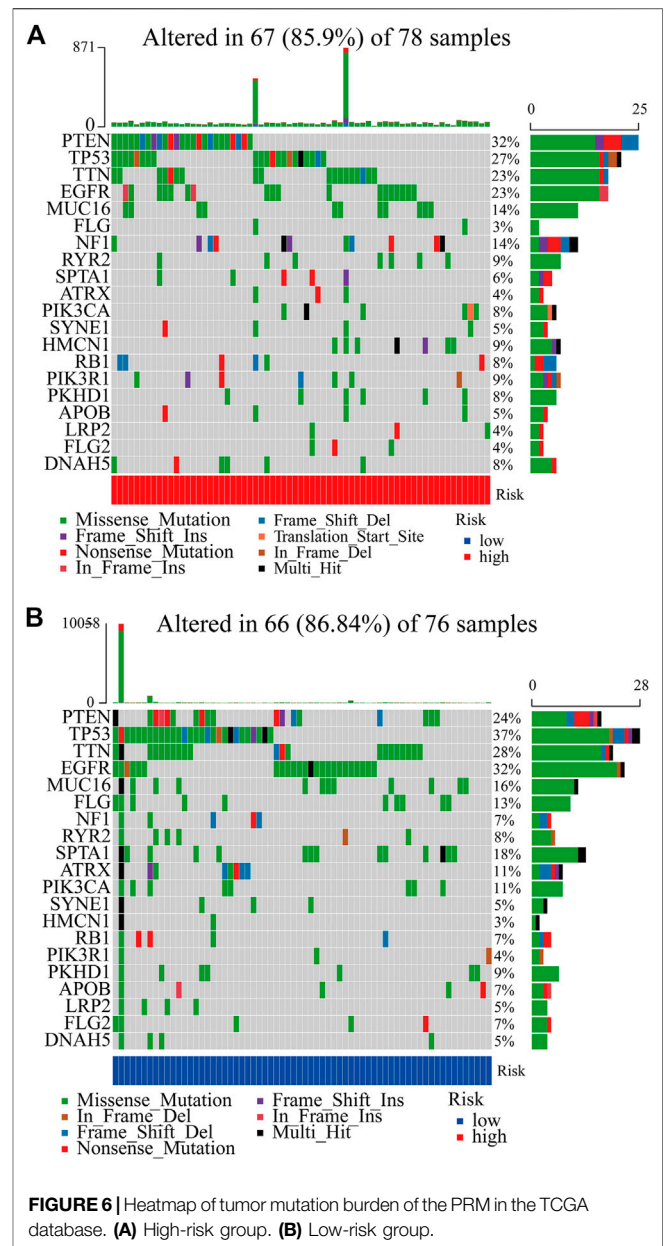 A
Altered in 67 (85.9%) of 78 samples
871
0
0 25
PTEN 32%
TP53 27%
TTN 23%
EGFR 23%
MUC16 14%
FLG 3%
NF1 14%
RYR2 9%
SPTA1 6%
ATRX 4%
PIK3CA 8%
SYNE1 5%
HMCN1 9%
RB1 8%
PIK3R1 9%
PKHD1 8%
APOB 5%
LRP2 4%
FLG2 4%
DNAH5 8%
Risk
Missense_Mutation Frame_Shift_Del Risk
Frame_Shift_Ins Translation_Start_Site low
Nonsense_Mutation In_Frame_Del high
In_Frame_Ins Multi_Hit
B
Altered in 66 (86.84%) of 76 samples
10058
0
0 28
PTEN 24%
TP53 37%
TTN 28%
EGFR 32%
MUC16 16%
FLG 13%
NF1 7%
RYR2 8%
SPTA1 18%
ATRX 11%
PIK3CA 11%
SYNE1 5%
HMCN1 3%
RB1 7%
PIK3R1 4%
PKHD1 9%
APOB 7%
LRP2 5%
FLG2 7%
DNAH5 5%
Risk
Missense_Mutation Frame_Shift_Ins Risk
In_Frame_Del In_Frame_Ins low
Frame_Shift_Del Multi_Hit high
Nonsense_Mutation
FIGURE 6 | Heatmap of tumor mutation burden of the PRM in the TCGA
database. (A) High-risk group. (B) Low-risk group.